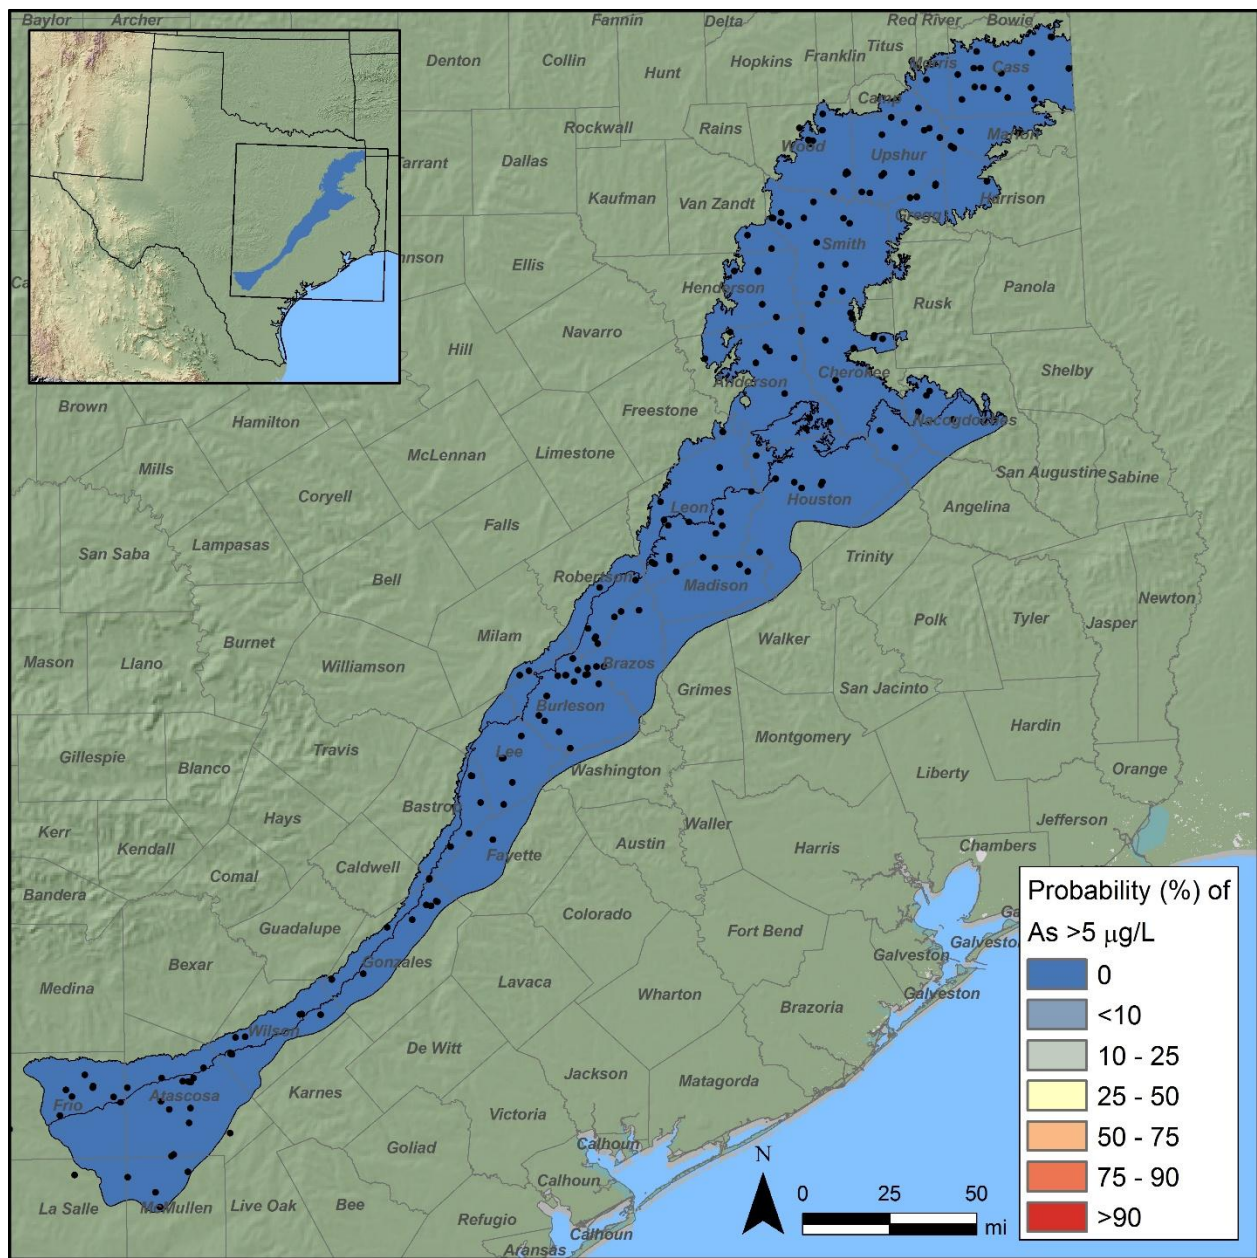 Baylor Archer Fannin Delta Red River Bowie
Titus
Denton Collin Hunt Hopkins Franklin Morris Cass
Camp
Rockwall Rains Wood Marion
Tarrant Dallas Upshur
Kaufman Van Zandt Gregg Harrison
Smith
Johnson Ellis Henderson Rusk Panola
Navarro
Hill
Anderson Cherokee Shelby
Brown Hamilton Freestone Nacogdoches
Mills McLennan Limestone San Augustine Sabine
Coryell Leon Houston Angelina
San Saba Lampasas Falls
Bell Robertson Madison Trinity
Newton
Burnet Milam Walker Polk Tyler Jasper
Mason Llano Williamson Brazos
Grimes San Jacinto
Burleson Hardin
Gillespie Travis Lee Montgomery
Blanco Washington Liberty Orange
Bastrop
Kerr Hays Austin Waller Jefferson
Kendall Caldwell Fayette Harris Chambers
Bandera Comal
Guadalupe Colorado Fort Bend
Bexar Gonzales Galveston Galveston
Medina Lavaca Galveston
Wharton Brazoria
Wilson De Witt
Frio Atascosa Karnes Jackson Matagorda
Victoria
Goliad Calhoun
La Salle McMullen Live Oak Bee Calhoun
Refugio Calhoun
Aransas
Probability (%) of
As >5 µg/L
0
<10
10 - 25
25 - 50
50 - 75
75 - 90
>90
N
0 25 50
mi